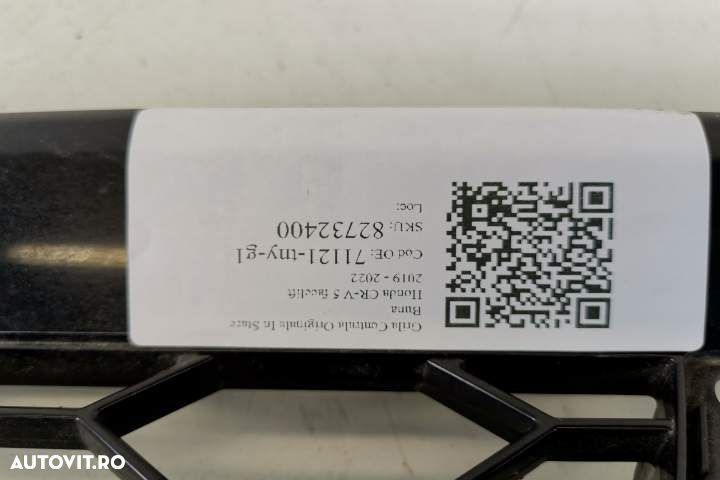 Grila Centrala Originala In Stare
Buna
Honda CR-V 5 facelift
2019 - 2022
Cod OE: 71121-tny-g1
SKU: 82732400
Loc:
AUTOVIT.RO